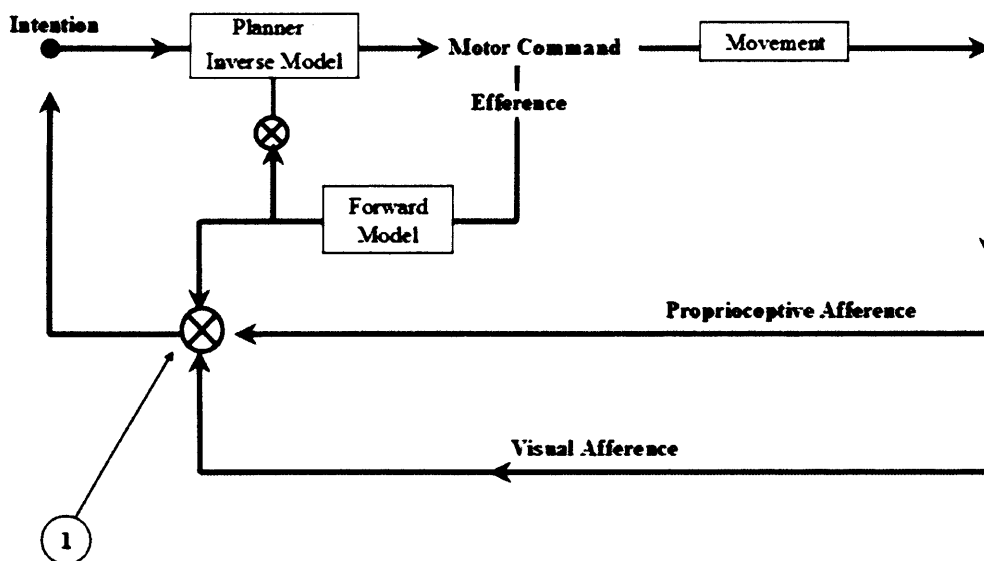 Intention
Planner
Inverse Model
Motor Command
Movement
Efference
Forward
Model
Proprioceptive Afference
Visual Afference
1